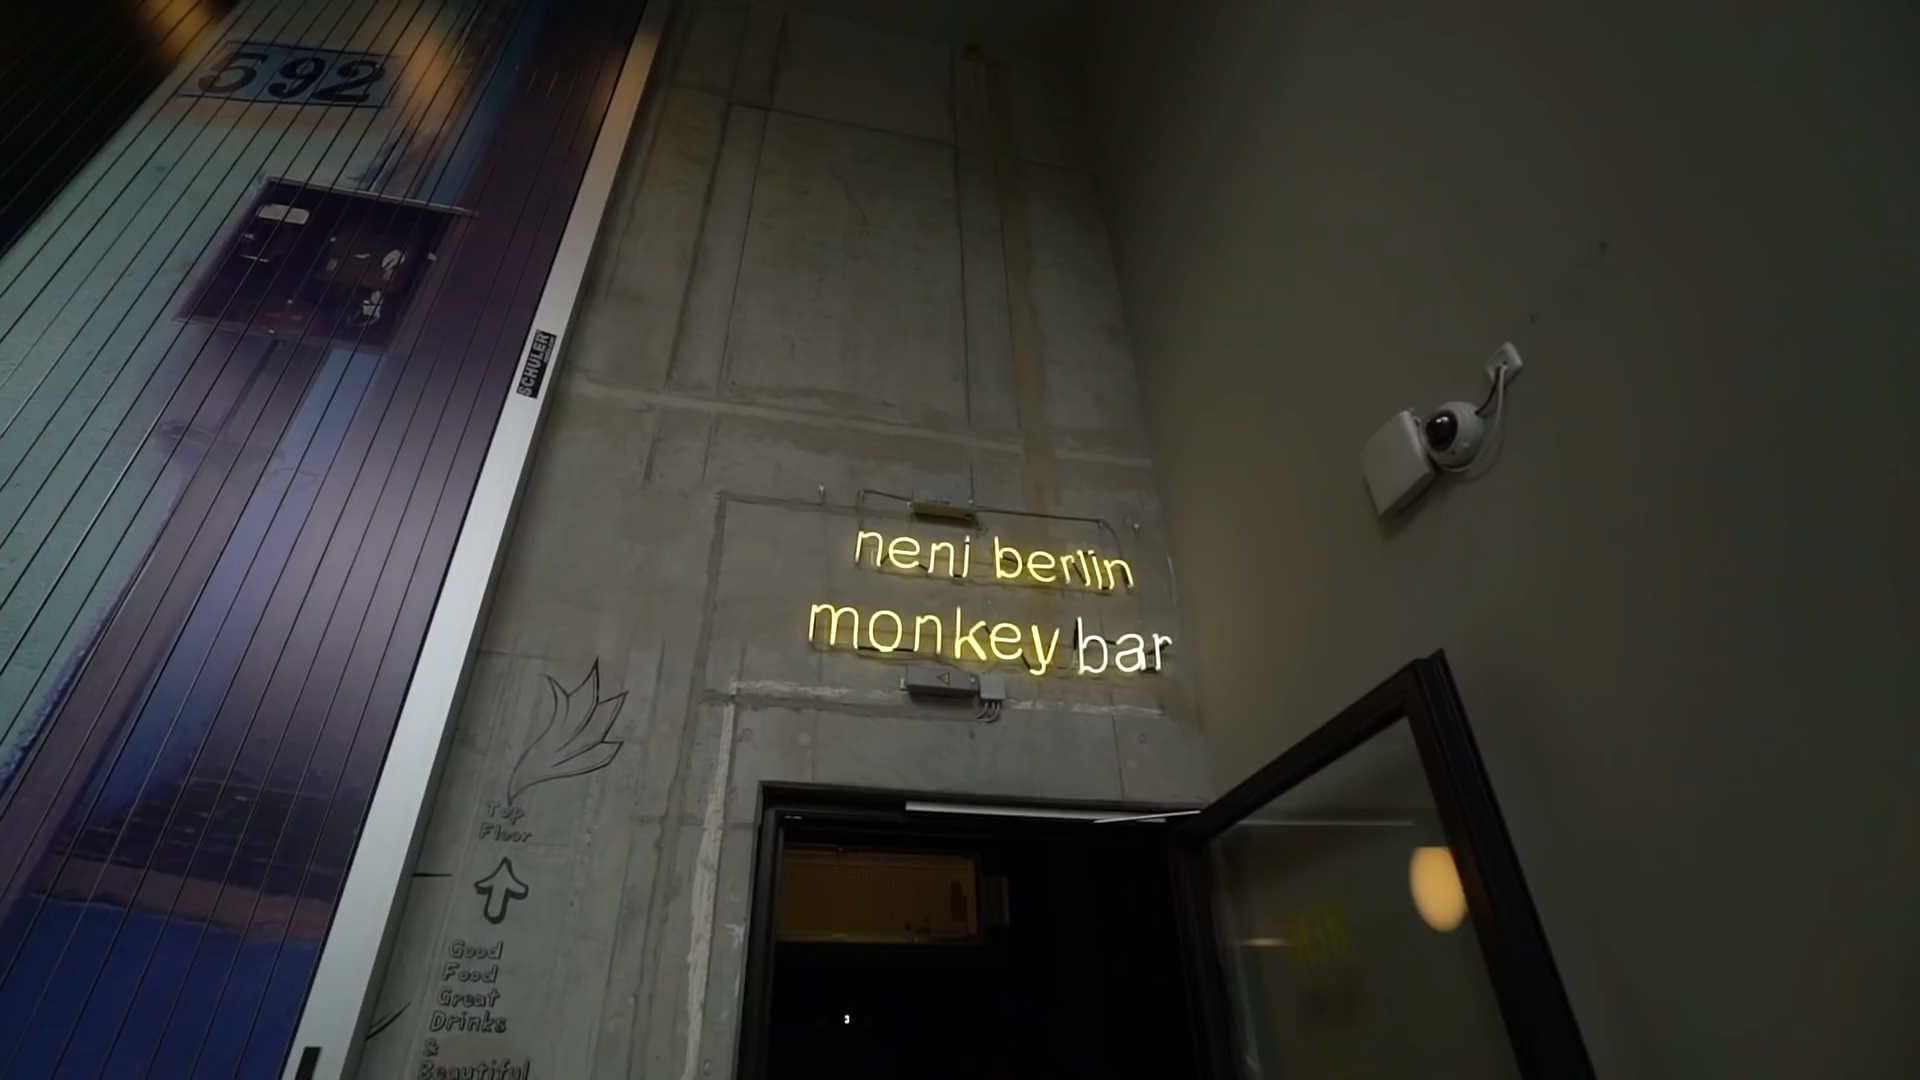 592
SCHULER
neni berlin
monkey bar
Top
Floor
Good
Food
Great
Drinks
&
Beautiful